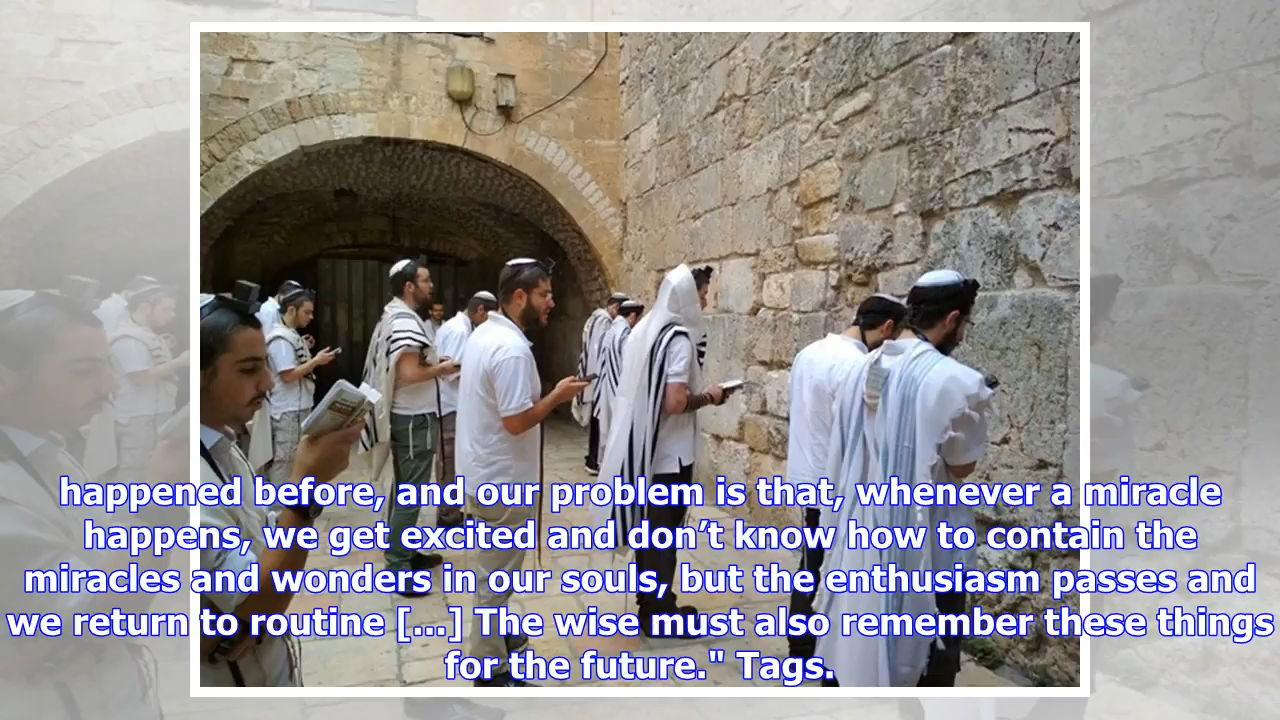 happened before, and our problem is that, whenever a miracle
happens, we get excited and don’t know how to contain the
miracles and wonders in our souls, but the enthusiasm passes and
we return to routine [...] The wise must also remember these things
for the future." Tags.